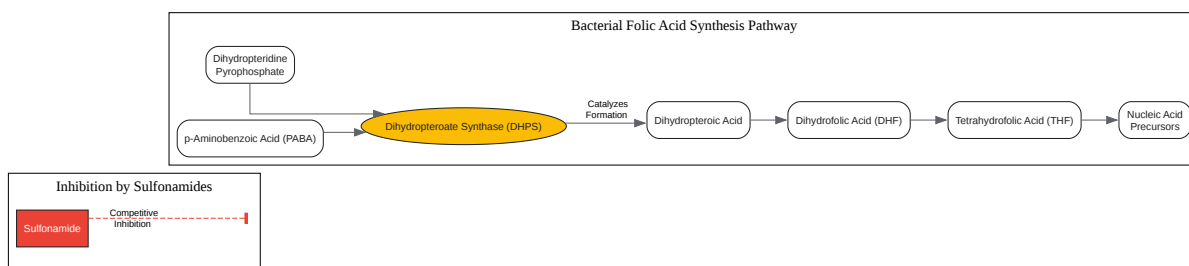 Bacterial Folic Acid Synthesis Pathway
Dihydropteridine
Pyrophosphate
p-Aminobenzoic Acid (PABA)
Dihydropteroate Synthase (DHPS)
Catalyzes
Formation
Dihydropteroic Acid
Dihydrofolic Acid (DHF)
Tetrahydrofolic Acid (THF)
Nucleic Acid
Precursors
Inhibition by Sulfonamides
Sulfonamide
Competitive
Inhibition